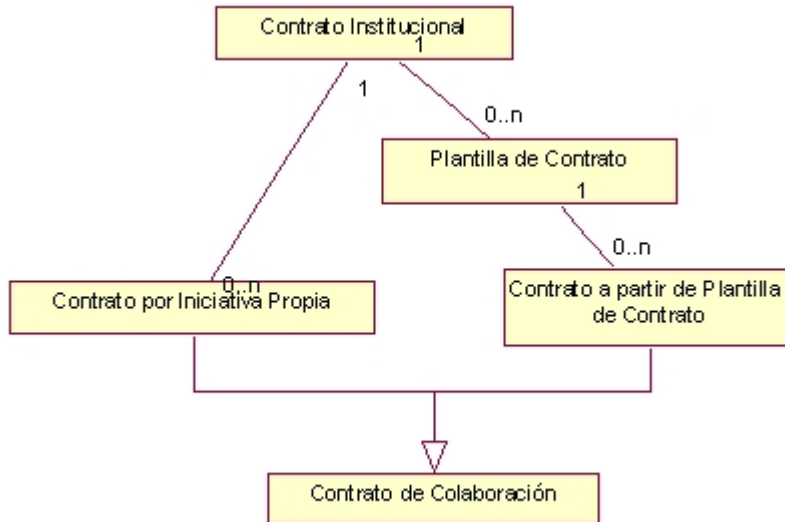 Contrato Institucional
1
1
0..n
Plantilla de Contrato
1
0..n
0..n
Contrato por Iniciativa Propia
Contrato a partir de Plantilla
de Contrato
Contrato de Colaboración